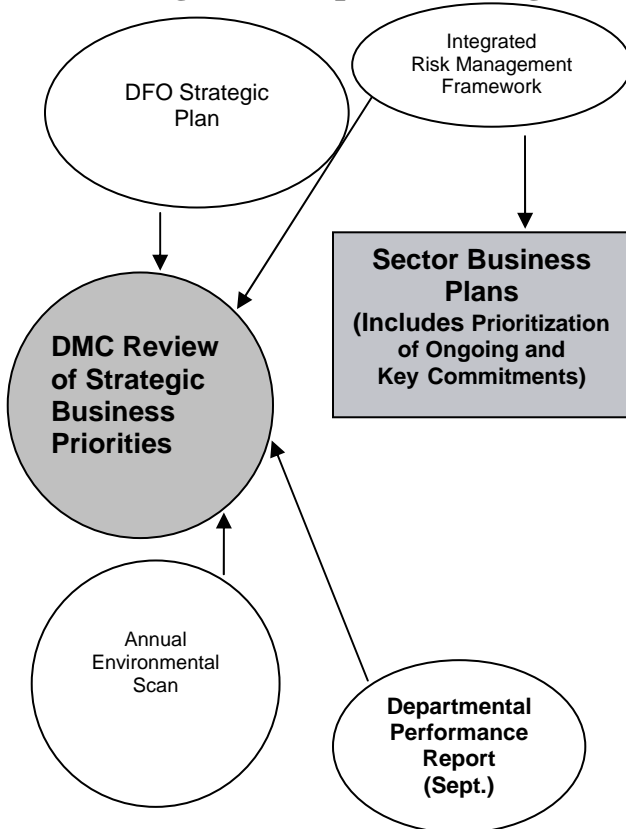 DFO Strategic
Plan
Integrated
Risk Management
Framework
Sector Business
Plans
(Includes Prioritization
of Ongoing and
Key Commitments)
DMC Review
of Strategic
Business
Priorities
Annual
Environmental
Scan
Departmental
Performance
Report
(Sept.)